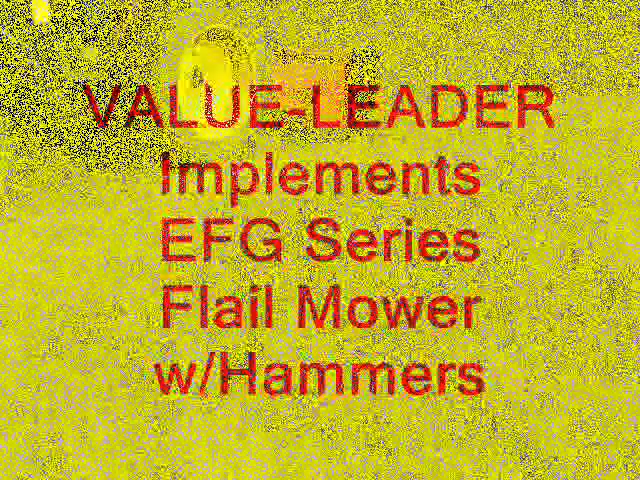 VALUE-LEADER
Implements
EFG Series
Flail Mower
w/Hammers